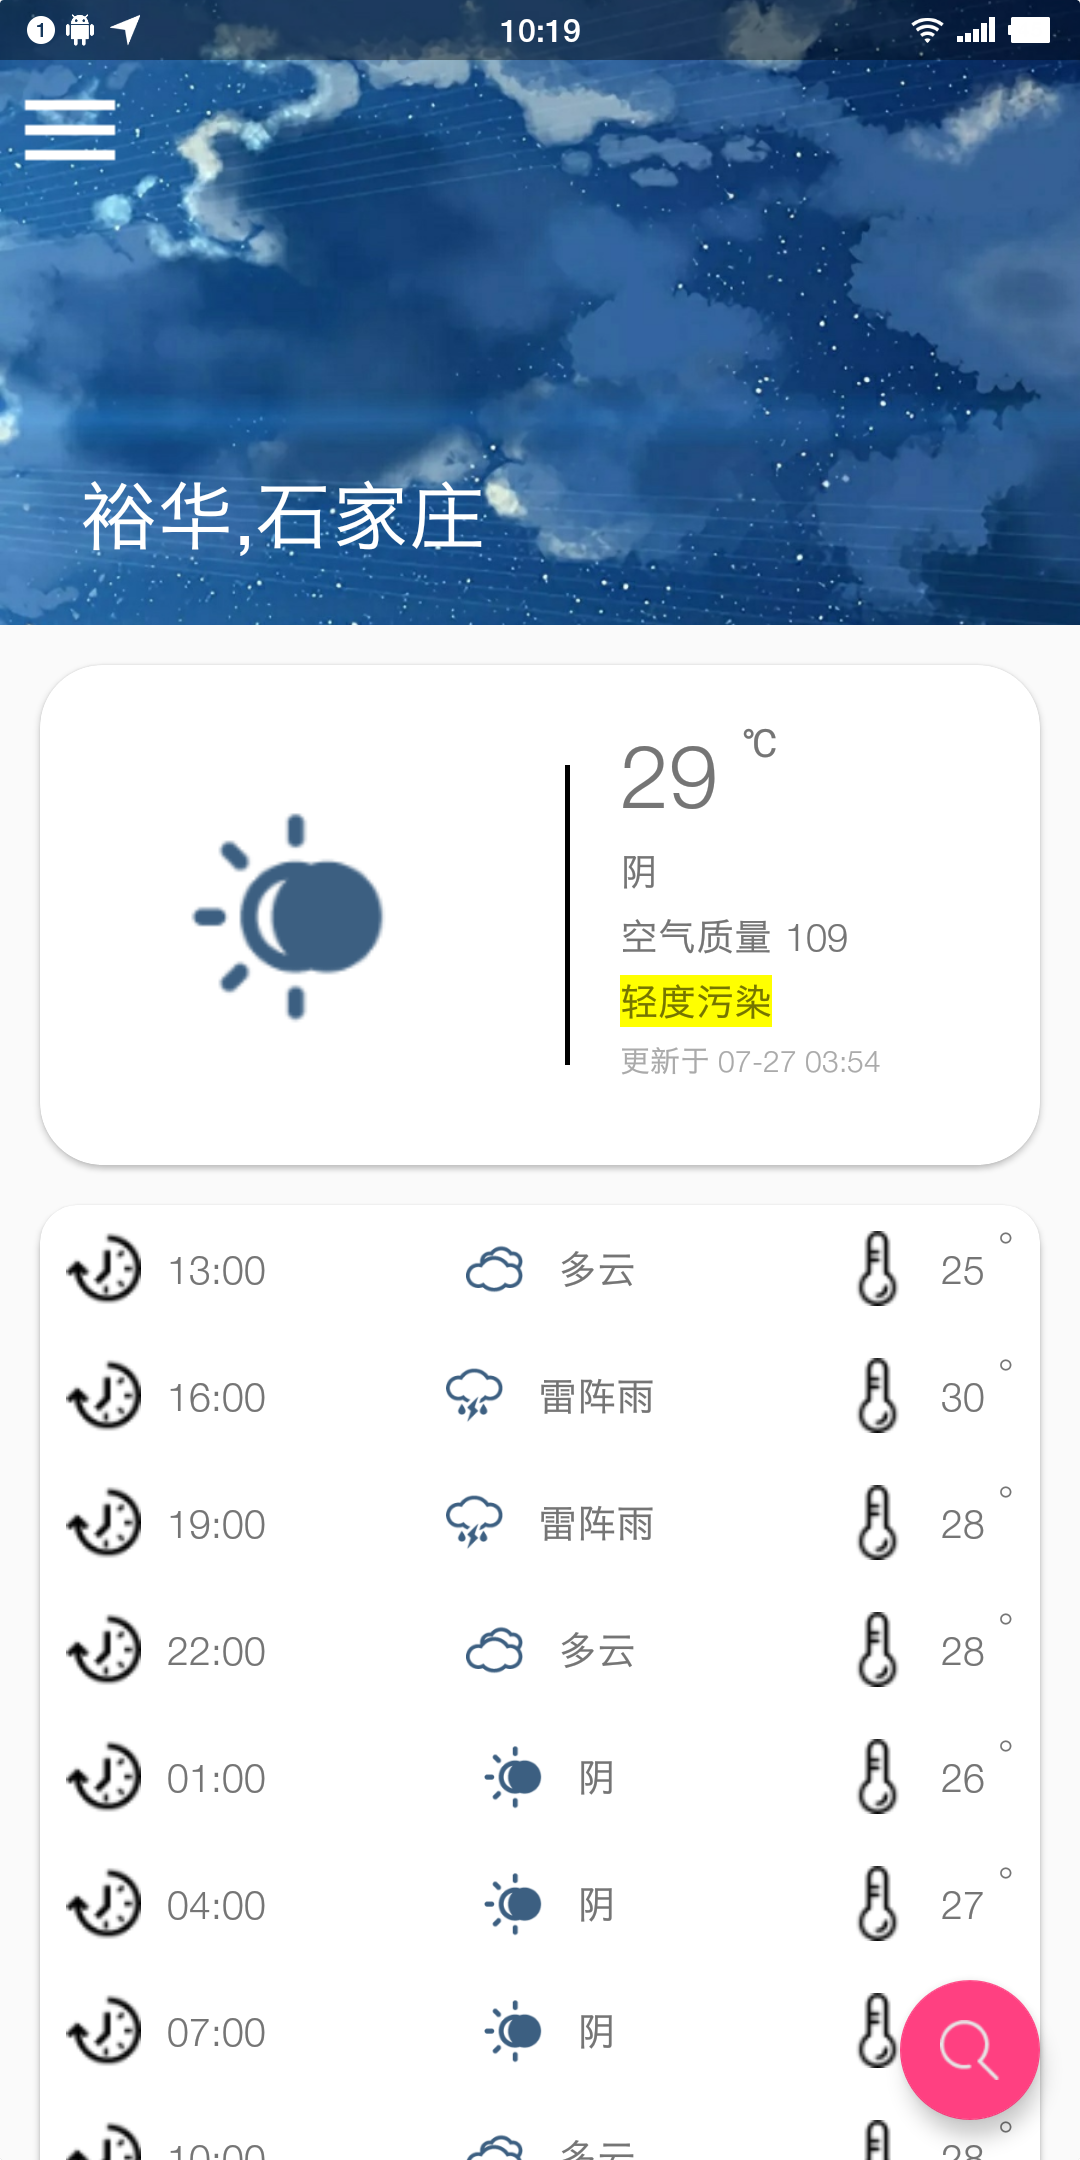 1 10:19
裕华,石家庄
29 ℃
阴
空气质量 109
轻度污染
更新于 07-27 03:54
13:00 多云 25 °
16:00 雷阵雨 30 °
19:00 雷阵雨 28 °
22:00 多云 28 °
01:00 阴 26 °
04:00 阴 27 °
07:00 阴
10:00 多云 28 °